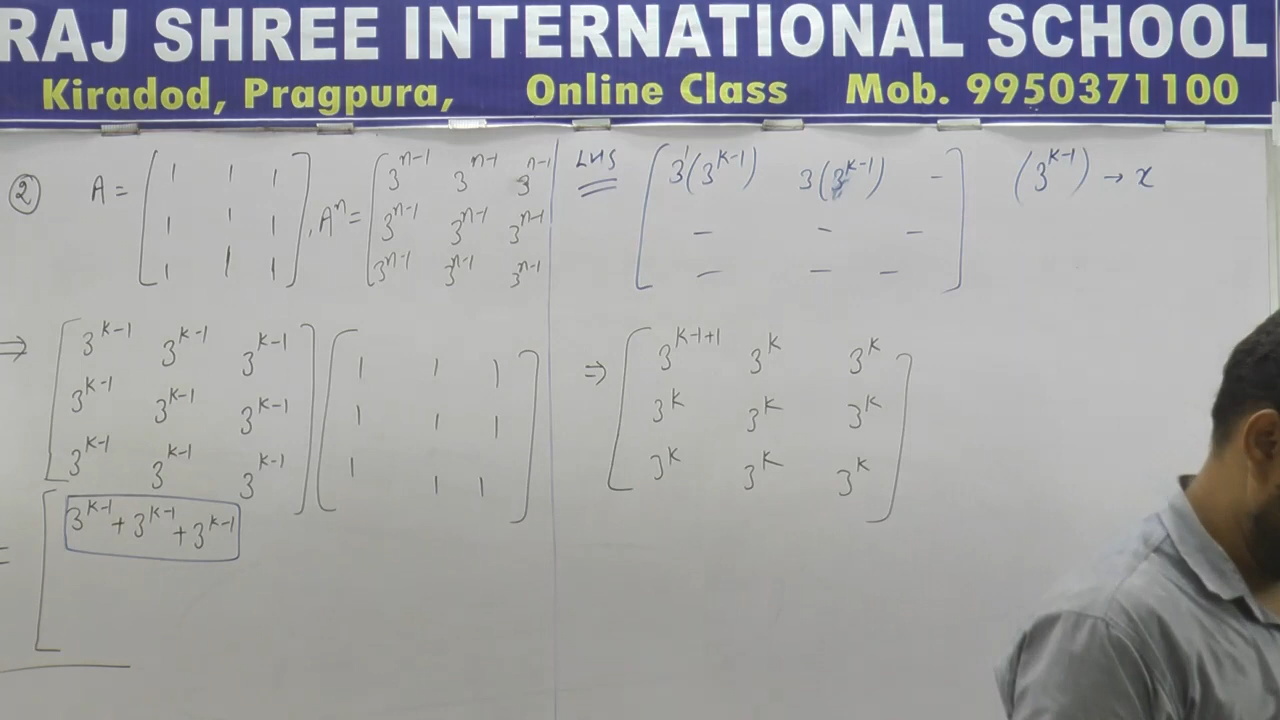 RAJ SHREE INTERNATIONAL SCHOOL
Kiradod, Pragpura, Online Class Mob. 9950371100
② A = [1 1 1
1 1 1
1 1 1], Aⁿ = [3ⁿ⁻¹ 3ⁿ⁻¹ 3ⁿ⁻¹
3ⁿ⁻¹ 3ⁿ⁻¹ 3ⁿ⁻¹
3ⁿ⁻¹ 3ⁿ⁻¹ 3ⁿ⁻¹]
⇒ [3ᵏ⁻¹ 3ᵏ⁻¹ 3ᵏ⁻¹
3ᵏ⁻¹ 3ᵏ⁻¹ 3ᵏ⁻¹
3ᵏ⁻¹ 3ᵏ⁻¹ 3ᵏ⁻¹] [1 1 1
1 1 1
1 1 1]
= [3ᵏ⁻¹ + 3ᵏ⁻¹ + 3ᵏ⁻¹
LHS [3¹(3ᵏ⁻¹) 3(3ᵏ⁻¹) –
– – –
– – –] (3ᵏ⁻¹) → x
⇒ [3ᵏ⁻¹⁺¹ 3ᵏ 3ᵏ
3ᵏ 3ᵏ 3ᵏ
3ᵏ 3ᵏ 3ᵏ]